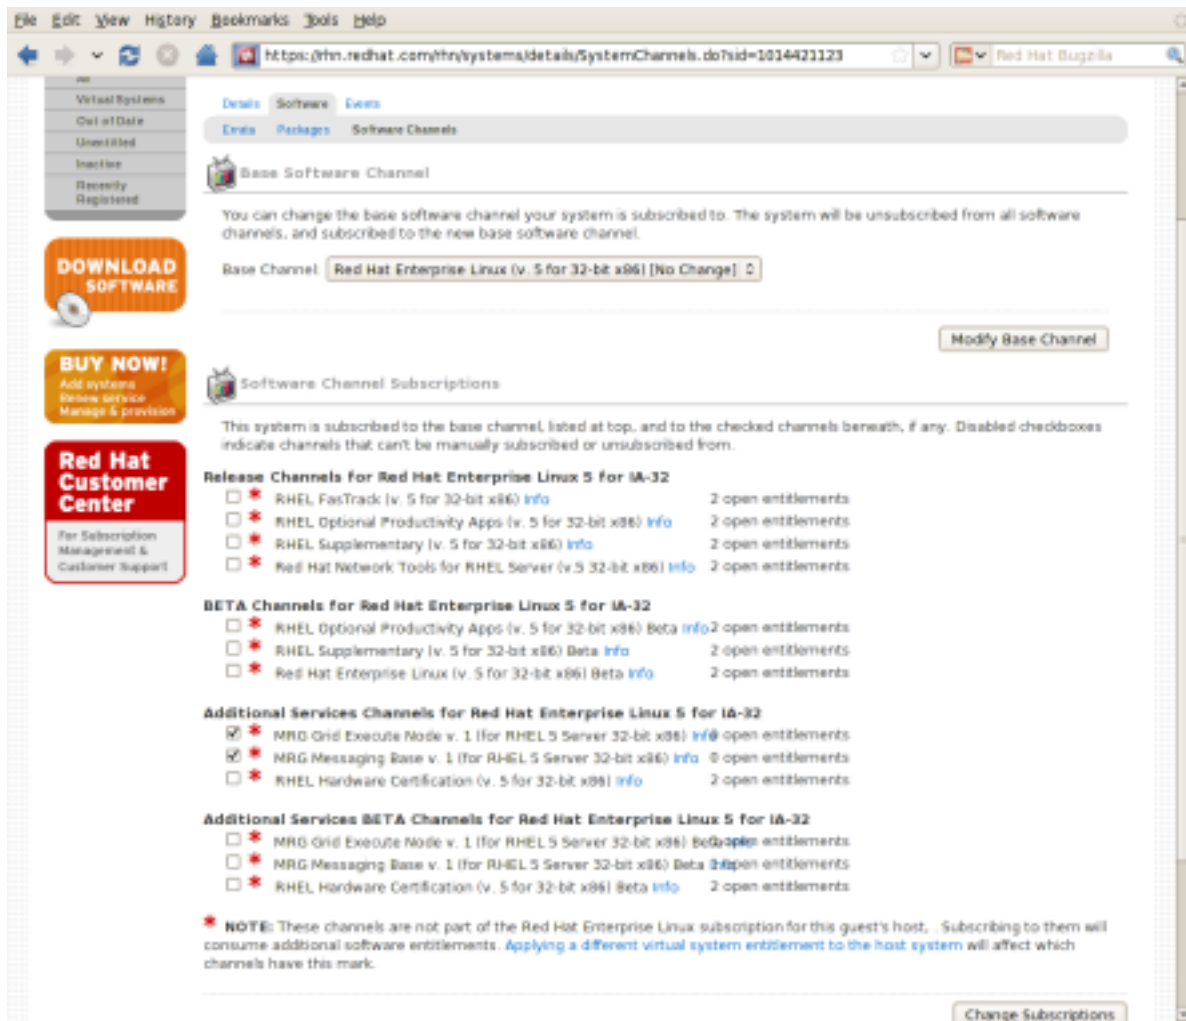 File Edit View History Bookmarks Tools Help
https://rhn.redhat.com/rhn/systems/details/SystemChannels.do?sid=1014421123
Red Hat Bugzilla
All
Virtual Systems
Out of Date
Unentitled
Inactive
Recently
Registered
DOWNLOAD
SOFTWARE
BUY NOW!
Add systems
Renew service
Manage & provision
Red Hat
Customer
Center
For Subscription
Management &
Customer Support
Details Software Events
Errata Packages Software Channels
Base Software Channel
You can change the base software channel your system is subscribed to. The system will be unsubscribed from all software
channels, and subscribed to the new base software channel.
Base Channel: Red Hat Enterprise Linux (v. 5 for 32-bit x86) [No Change]
Modify Base Channel
Software Channel Subscriptions
This system is subscribed to the base channel, listed at top, and to the checked channels beneath, if any. Disabled checkboxes
indicate channels that can't be manually subscribed or unsubscribed from.
Release Channels for Red Hat Enterprise Linux 5 for IA-32
* RHEL FasTrack (v. 5 for 32-bit x86) Info 2 open entitlements
* RHEL Optional Productivity Apps (v. 5 for 32-bit x86) Info 2 open entitlements
* RHEL Supplementary (v. 5 for 32-bit x86) Info 2 open entitlements
* Red Hat Network Tools for RHEL Server (v.5 32-bit x86) Info 2 open entitlements
BETA Channels for Red Hat Enterprise Linux 5 for IA-32
* RHEL Optional Productivity Apps (v. 5 for 32-bit x86) Beta Info 2 open entitlements
* RHEL Supplementary (v. 5 for 32-bit x86) Beta Info 2 open entitlements
* Red Hat Enterprise Linux (v. 5 for 32-bit x86) Beta Info 2 open entitlements
Additional Services Channels for Red Hat Enterprise Linux 5 for IA-32
* MRG Grid Execute Node v. 1 (for RHEL 5 Server 32-bit x86) Info open entitlements
* MRG Messaging Base v. 1 (for RHEL 5 Server 32-bit x86) Info 0 open entitlements
* RHEL Hardware Certification (v. 5 for 32-bit x86) Info 2 open entitlements
Additional Services BETA Channels for Red Hat Enterprise Linux 5 for IA-32
* MRG Grid Execute Node v. 1 (for RHEL 5 Server 32-bit x86) Beta open entitlements
* MRG Messaging Base v. 1 (for RHEL 5 Server 32-bit x86) Beta open entitlements
* RHEL Hardware Certification (v. 5 for 32-bit x86) Beta Info 2 open entitlements
* NOTE: These channels are not part of the Red Hat Enterprise Linux subscription for this guest's host, . Subscribing to them will
consume additional software entitlements. Applying a different virtual system entitlement to the host system will affect which
channels have this mark.
Change Subscriptions